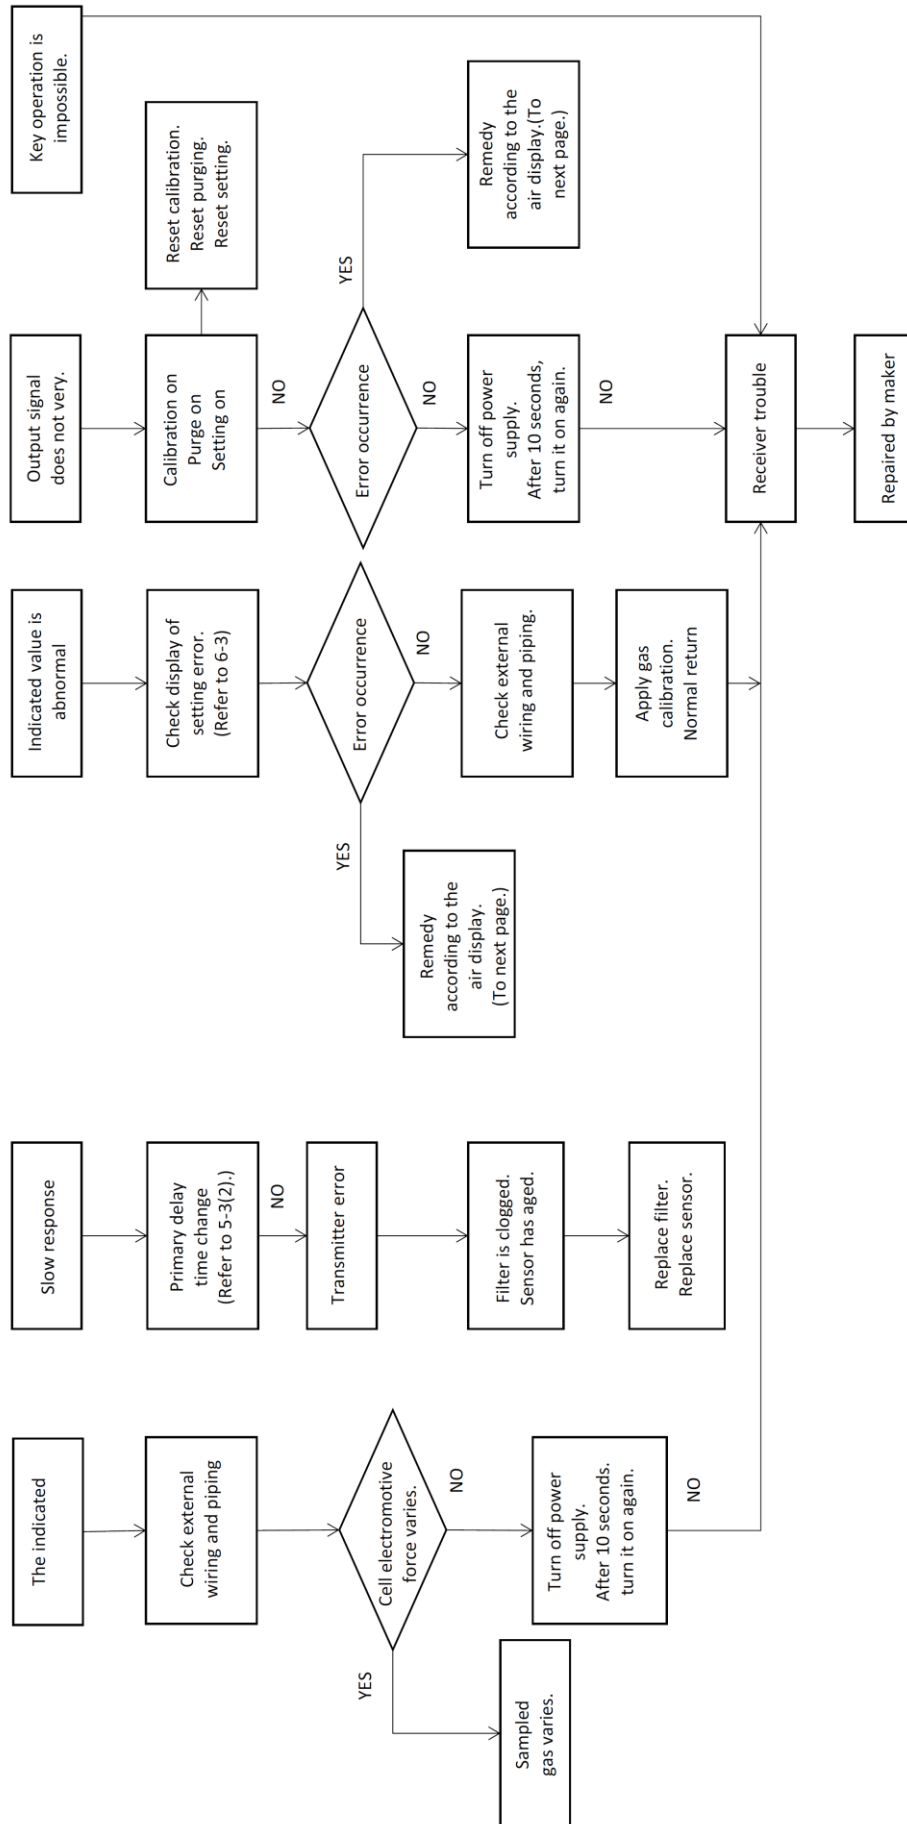 The indicated
Check external
wiring and piping
Cell electromotive
force varies.
YES
NO
Sampled
gas varies.
Turn off power
supply.
After 10 seconds.
turn it on again.
NO
Slow response
Primary delay
time change
(Refer to 5-3(2).)
NO
Transmitter error
Filter is clogged.
Sensor has aged.
Replace filter.
Replace sensor.
Indicated value is
abnormal
Check display of
setting error.
(Refer to 6-3)
Error occurrence
YES
NO
Remedy
according to the
air display.
(To next page.)
Check external
wiring and piping.
Apply gas
calibration.
Normal return
Output signal
does not very.
Calibration on
Purge on
Setting on
NO
Reset calibration.
Reset purging.
Reset setting.
Error occurrence
YES
NO
Remedy
according to the
air display.(To
next page.)
Turn off power
supply.
After 10 seconds,
turn it on again.
NO
Key operation is
impossible.
Receiver trouble
Repaired by maker